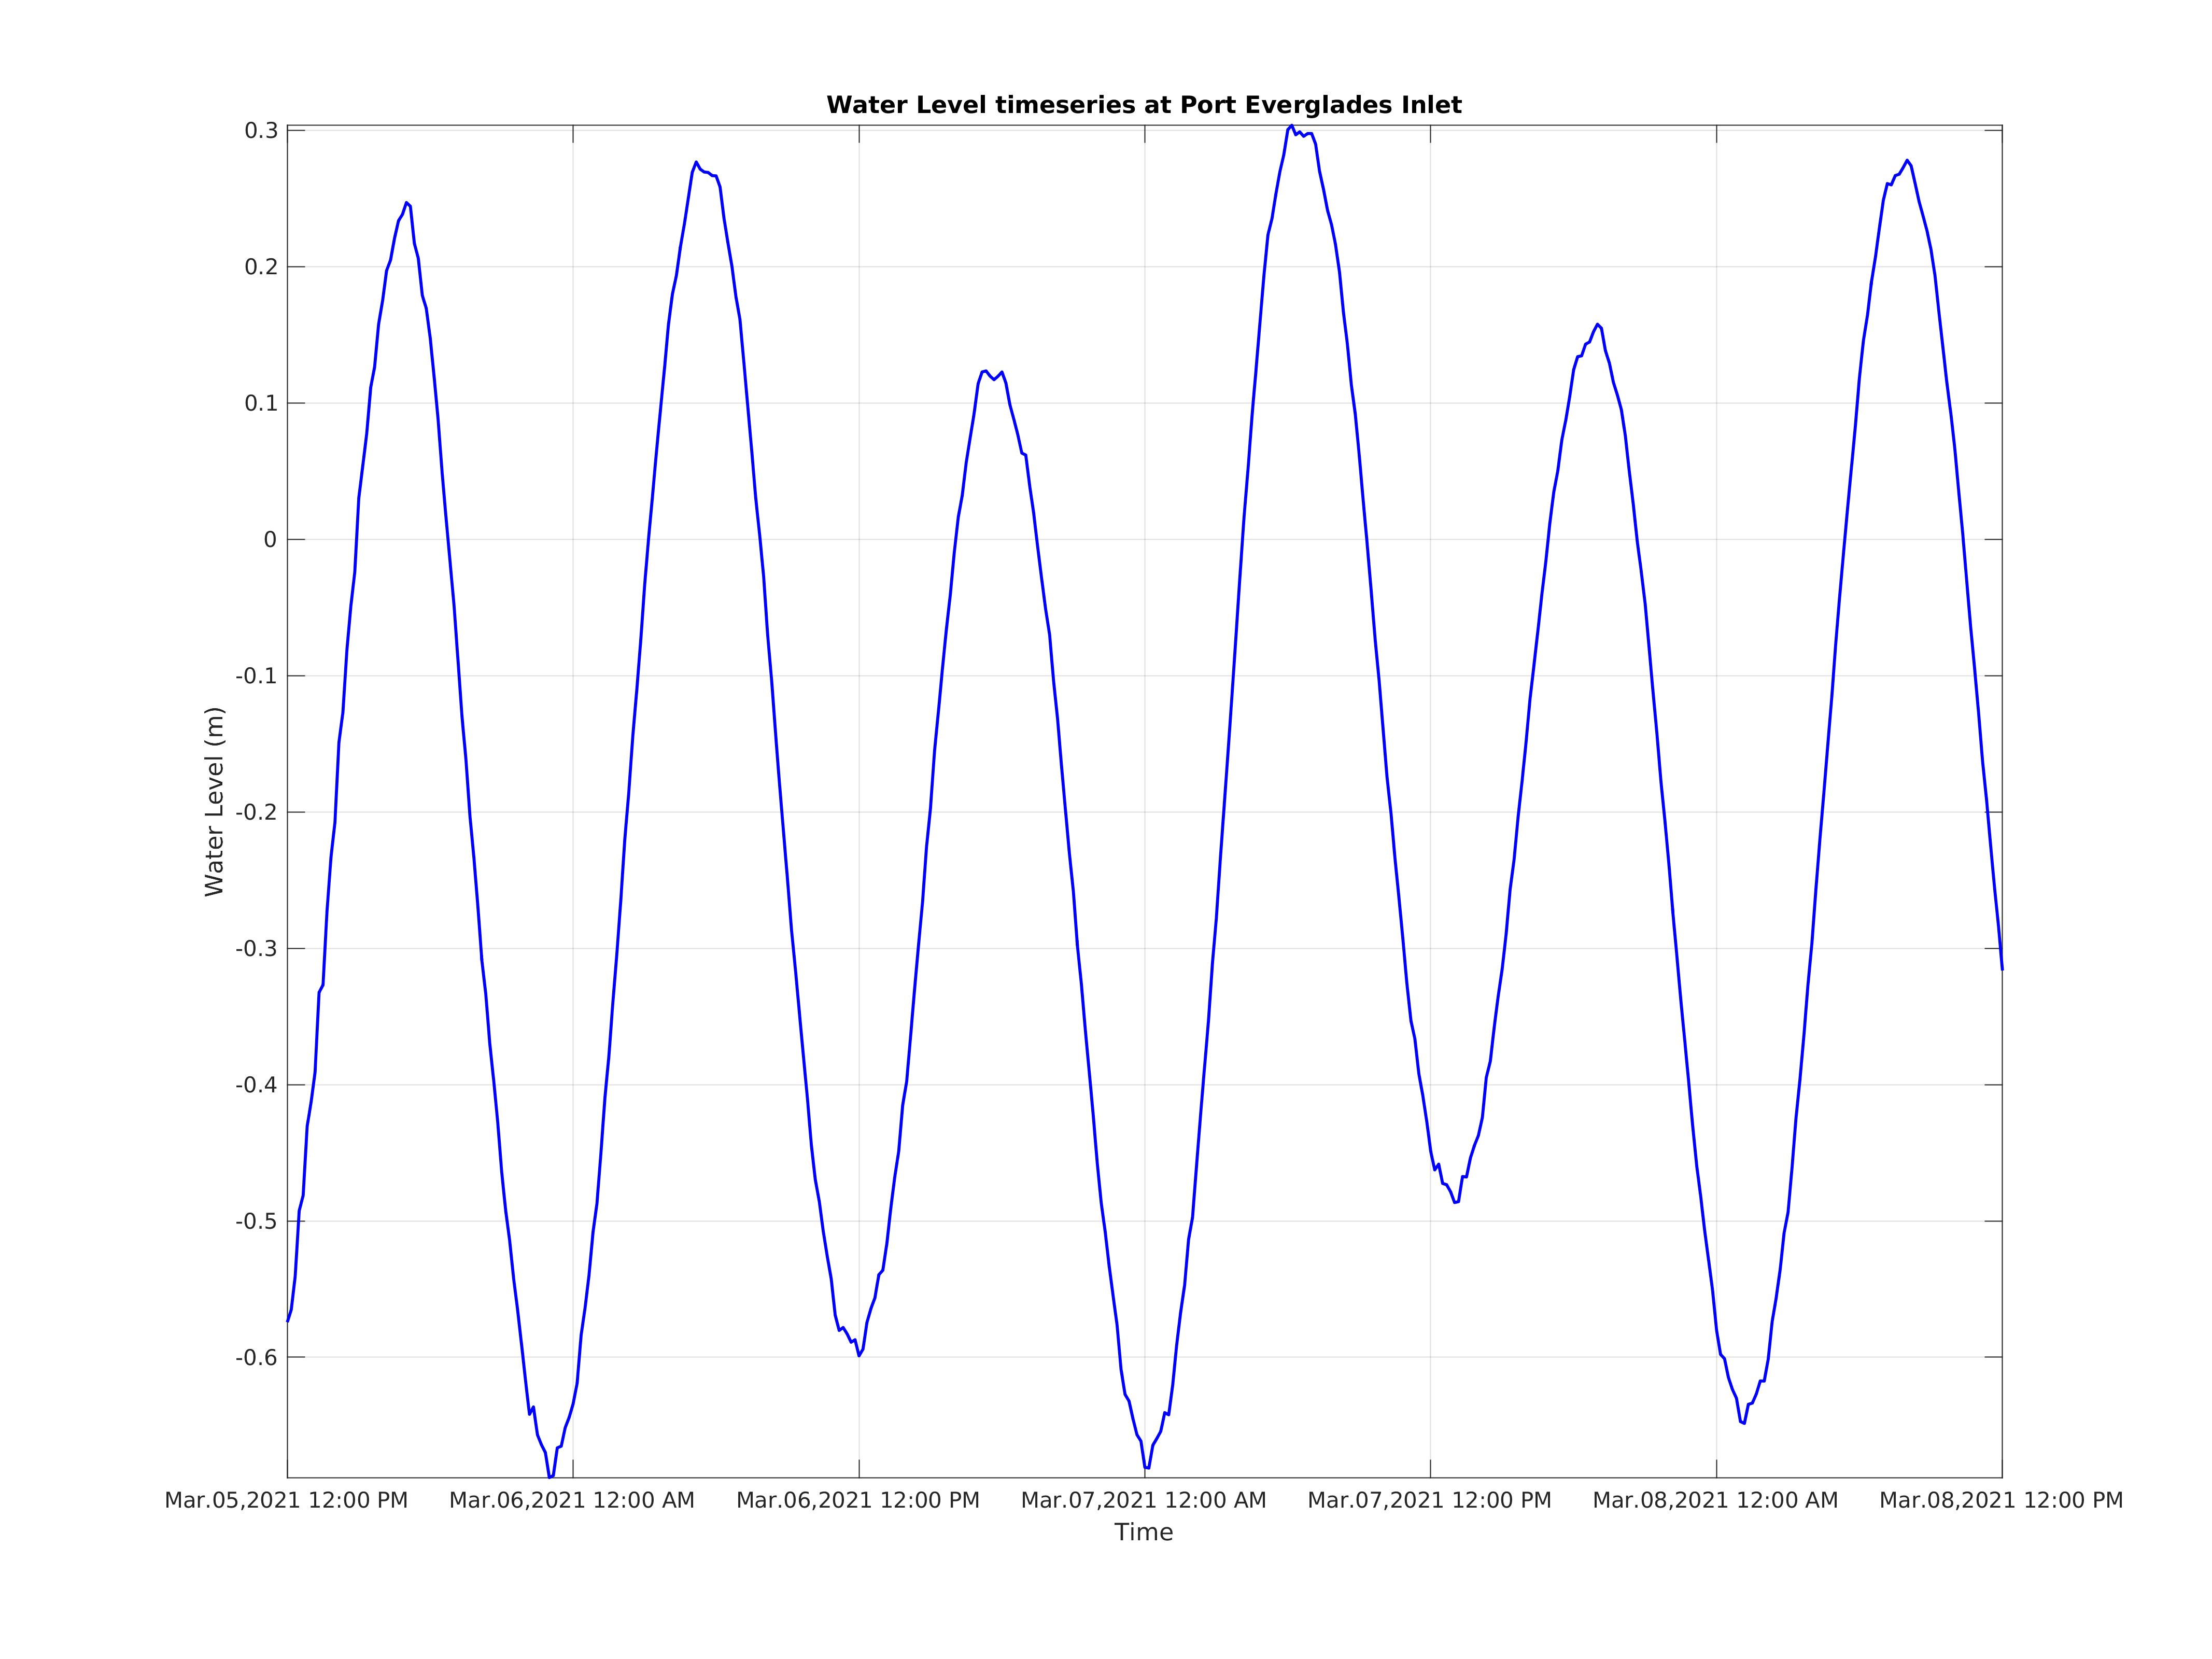 Water Level timeseries at Port Everglades Inlet
0.3
0.2
0.1
0
-0.1
-0.2
-0.3
-0.4
-0.5
-0.6
Water Level (m)
Mar.05,2021 12:00 PM Mar.06,2021 12:00 AM Mar.06,2021 12:00 PM Mar.07,2021 12:00 AM Mar.07,2021 12:00 PM Mar.08,2021 12:00 AM Mar.08,2021 12:00 PM
Time